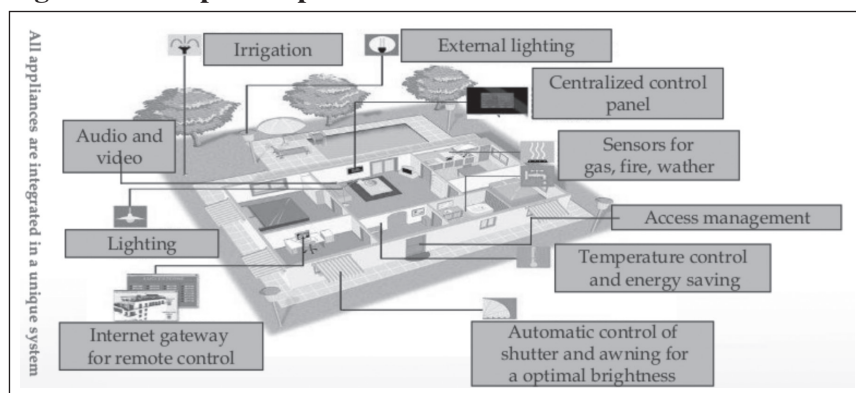 All appliances are integrated in a unique system
Irrigation
External lighting
Centralized control
panel
Audio and
video
Sensors for
gas, fire, wather
Access management
Lighting
Temperature control
and energy saving
Internet gateway
for remote control
Automatic control of
shutter and awning for
a optimal brightness